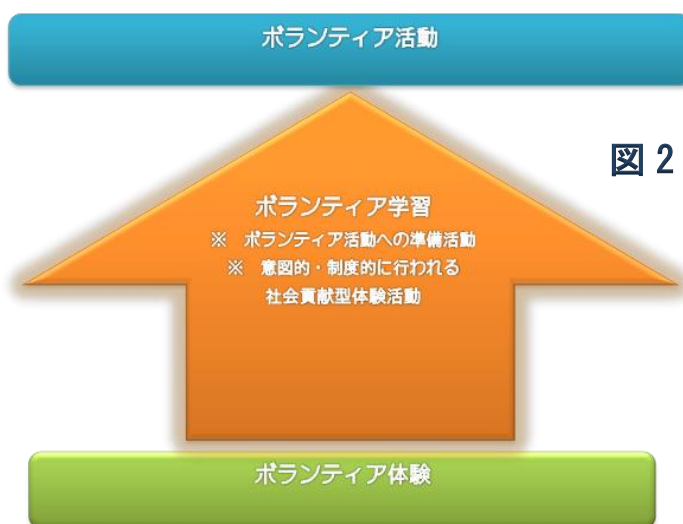 ボランティア活動
図2
ボランティア学習
※　ボランティア活動への準備活動
※　意図的・制度的に行われる
社会貢献型体験活動
ボランティア体験